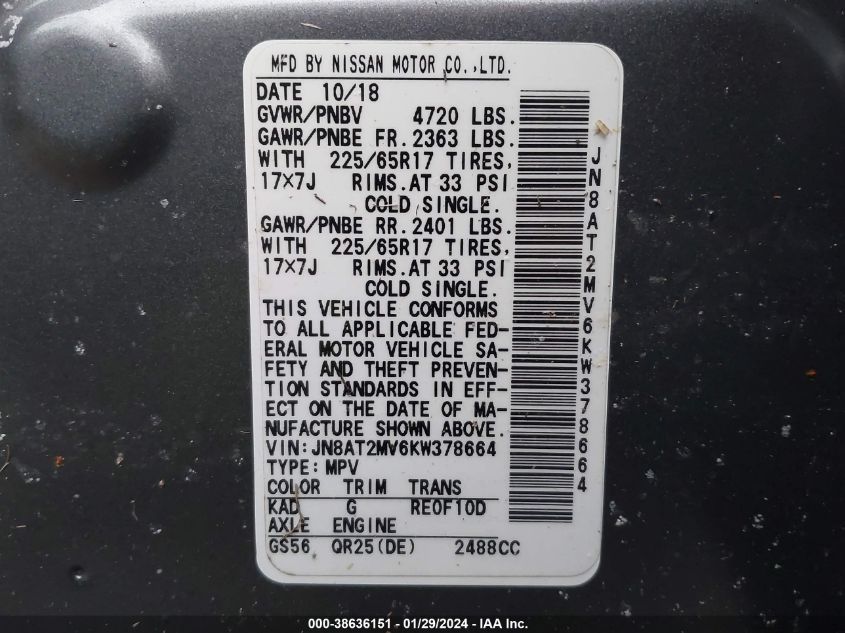 MFD BY NISSAN MOTOR CO.,LTD.
DATE 10/18
GVWR/PNBV 4720 LBS.
GAWR/PNBE FR.2363 LBS.
WITH 225/65R17 TIRES,
17×7J RIMS.AT 33 PSI
COLD SINGLE.
GAWR/PNBE RR.2401 LBS.
WITH 225/65R17 TIRES,
17×7J RIMS.AT 33 PSI
COLD SINGLE.
THIS VEHICLE CONFORMS
TO ALL APPLICABLE FED-
ERAL MOTOR VEHICLE SA-
FETY AND THEFT PREVEN-
TION STANDARDS IN EFF-
ECT ON THE DATE OF MA-
NUFACTURE SHOWN ABOVE.
VIN:JN8AT2MV6KW378664
TYPE:MPV
COLOR TRIM TRANS
KAD G RE0F10D
AXLE ENGINE
GS56 QR25(DE) 2488CC
JN8AT2MV6KW378664
000-38636151 - 01/29/2024 - IAA Inc.